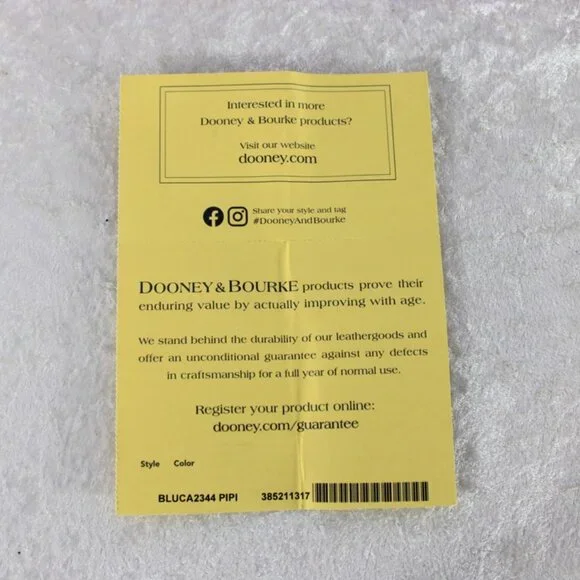 Interested in more
Dooney & Bourke products?
Visit our website
dooney.com
Share your style and tag
#DooneyAndBourke
DOONEY & BOURKE products prove their
enduring value by actually improving with age.
We stand behind the durability of our leathergoods and
offer an unconditional guarantee against any defects
in craftsmanship for a full year of normal use.
Register your product online:
dooney.com/guarantee
Style Color
BLUCA2344 PIPI 385211317